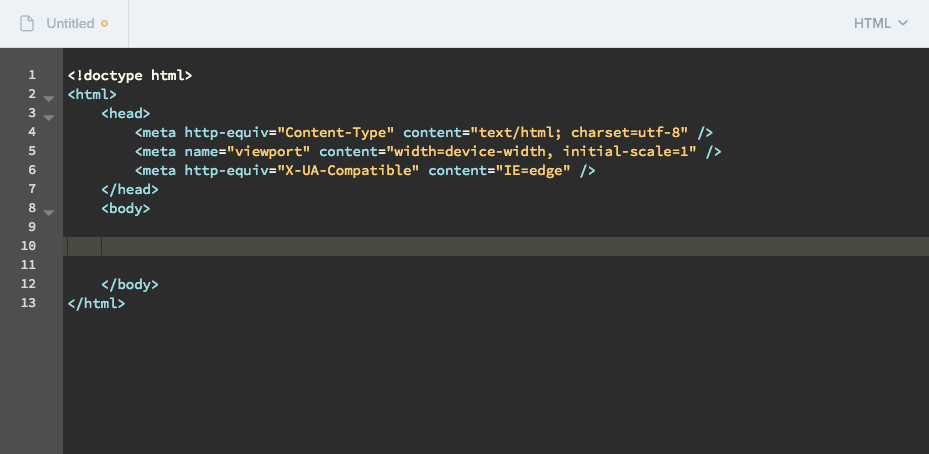 Untitled
HTML
1 <!doctype html>
2 <html>
3     <head>
4         <meta http-equiv="Content-Type" content="text/html; charset=utf-8" />
5         <meta name="viewport" content="width=device-width, initial-scale=1" />
6         <meta http-equiv="X-UA-Compatible" content="IE=edge" />
7     </head>
8     <body>
9
10
11
12     </body>
13 </html>